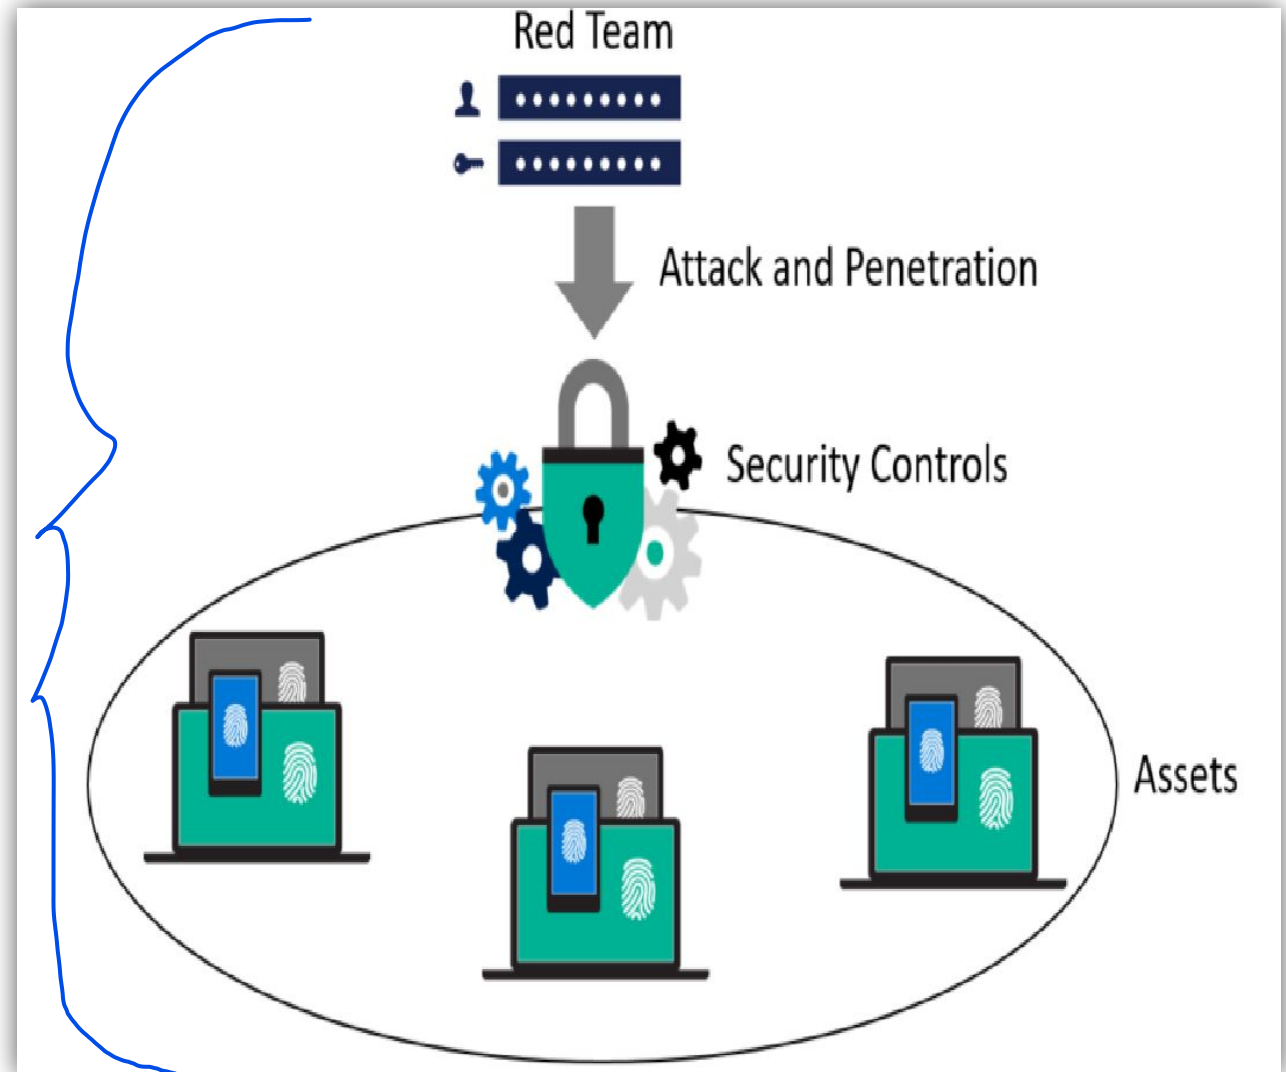 Red Team
Attack and Penetration
Security Controls
Assets